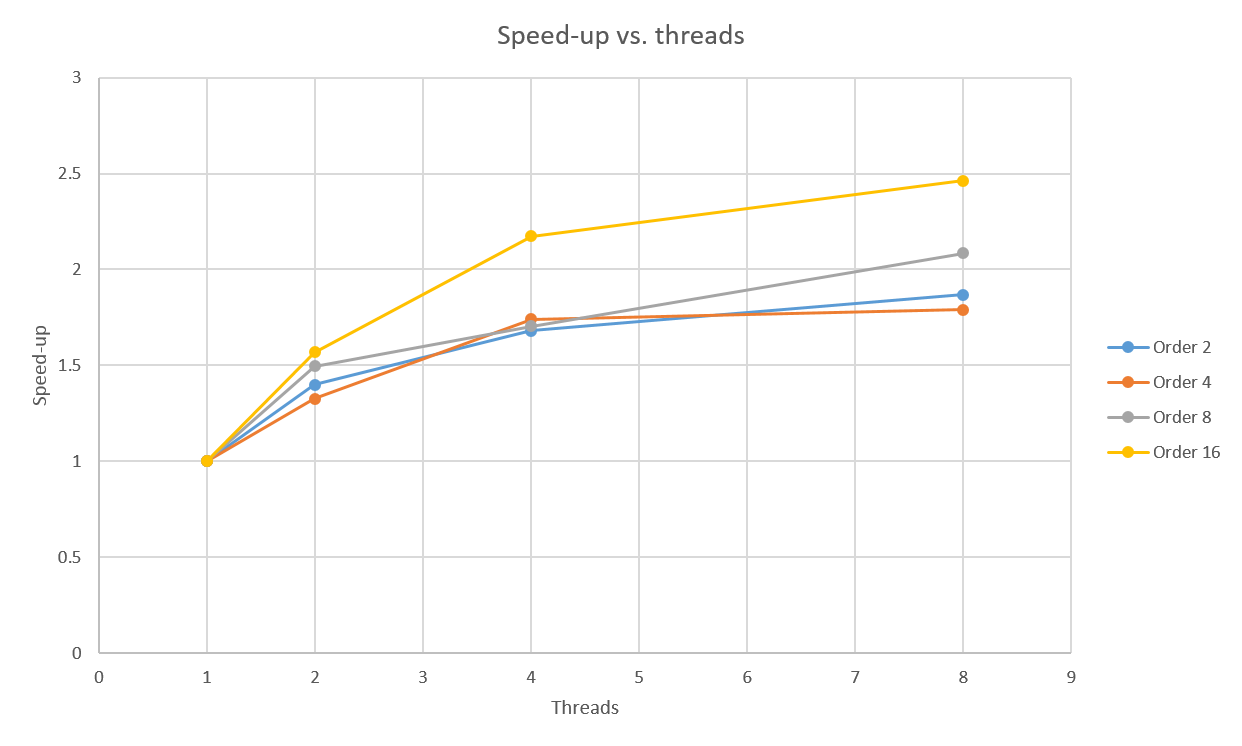 Speed-up vs. threads
3
2.5
2
1.5
1
0.5
0
Speed-up
0 1 2 3 4 5 6 7 8 9
Threads
Order 2
Order 4
Order 8
Order 16